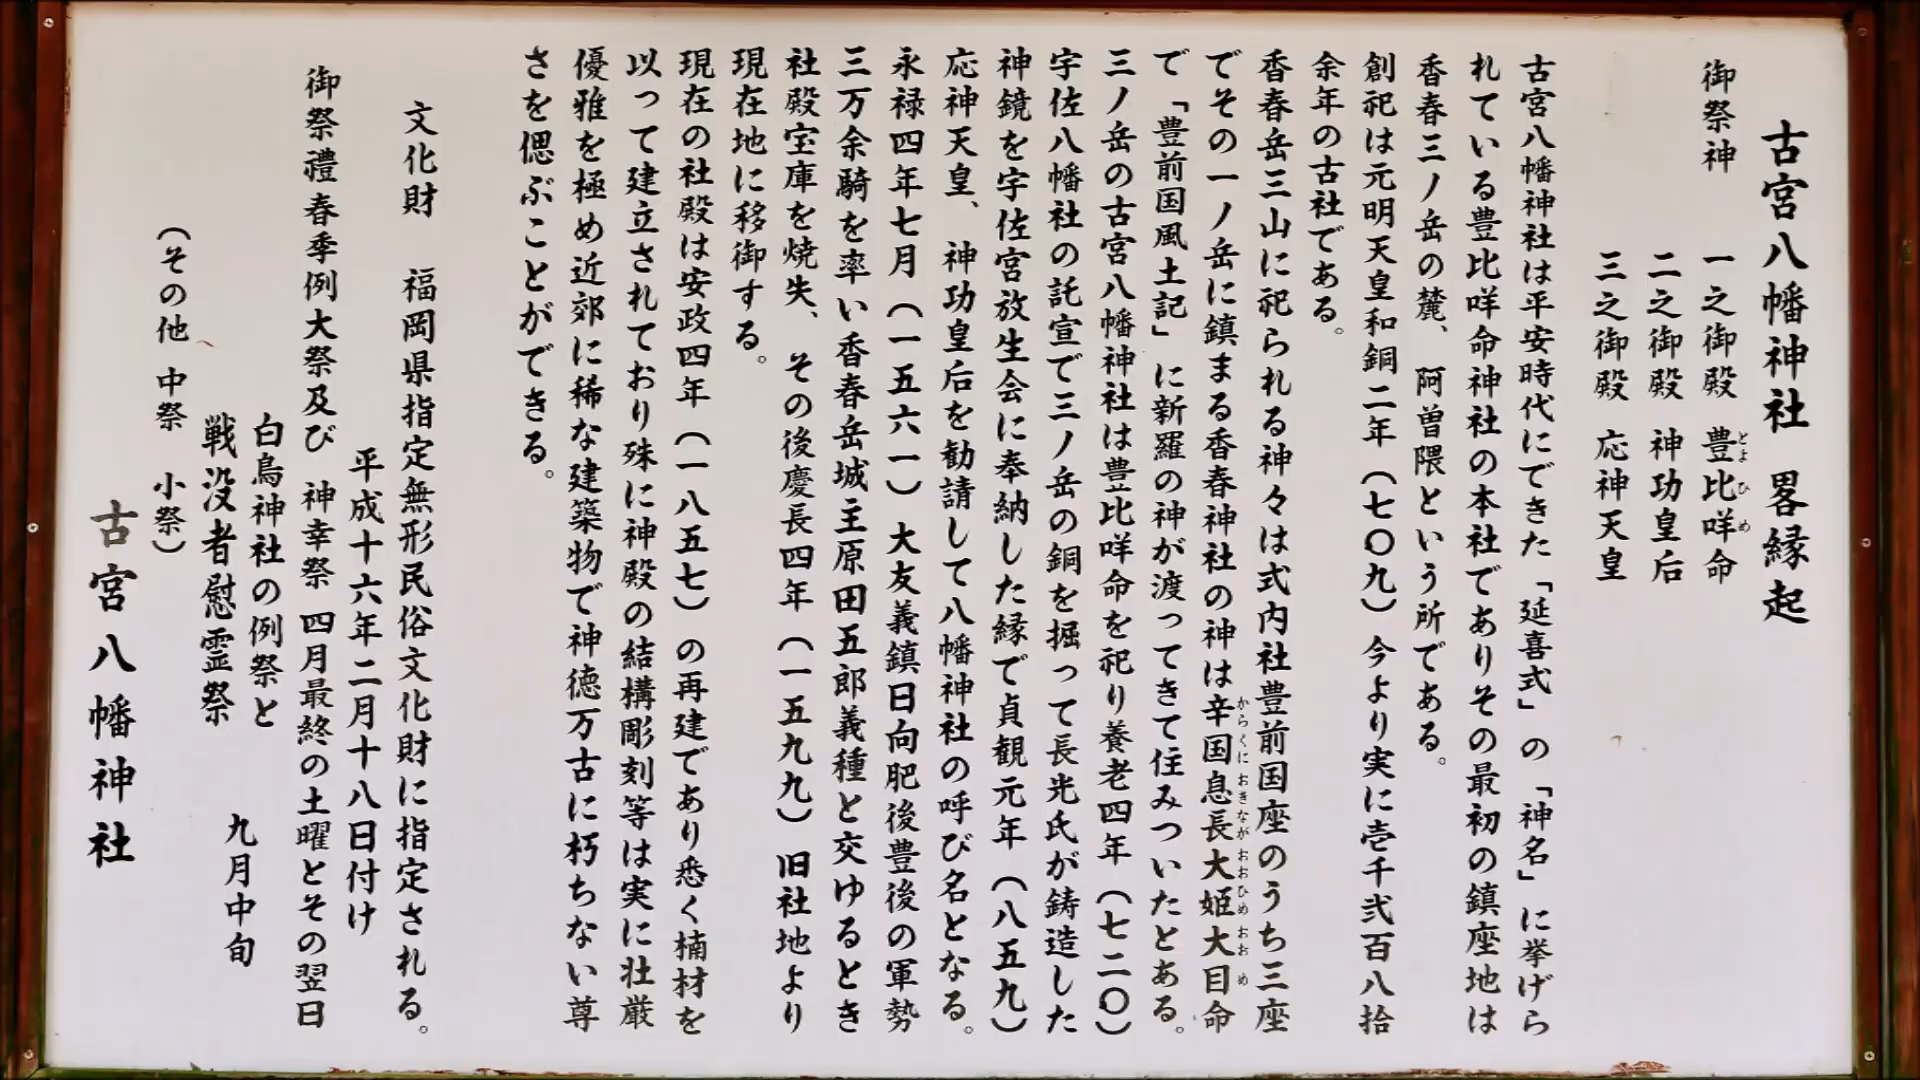 古宮八幡神社 畧縁起
御祭神 一之御殿 豊比咩命
とよ ひ め
二之御殿 神功皇后
三之御殿 応神天皇
古宮八幡神社は平安時代にできた「延喜式」の「神名」に挙げら
れている豊比咩命神社の本社でありその最初の鎮座地は
香春三ノ岳の麓、阿曽隈という所である。
創祀は元明天皇和銅二年（七〇九）今より実に壱千弐百八拾
余年の古社である。
香春岳三山に祀られる神々は式内社豊前国座のうち三座
でその一ノ岳に鎮まる香春神社の神は辛国息長大姫大目命
からくに おきなが おおひめ おお め
で「豊前国風土記」に新羅の神が渡ってきて住みついたとある。
三ノ岳の古宮八幡神社は豊比咩命を祀り養老四年（七二〇）
宇佐八幡社の託宣で三ノ岳の銅を掘って長光氏が鋳造した
神鏡を宇佐宮放生会に奉納した縁で貞観元年（八五九）
応神天皇、神功皇后を勧請して八幡神社の呼び名となる。
永禄四年七月（一五六一）大友義鎮日向肥後豊後の軍勢
三万余騎を率い香春岳城主原田五郎義種と交ゆるとき
社殿宝庫を焼失、その後慶長四年（一五九九）旧社地より
現在地に移御する。
現在の社殿は安政四年（一八五七）の再建であり悉く楠材を
以って建立されており殊に神殿の結構彫刻等は実に壮厳
優雅を極め近郊に稀な建築物で神徳万古に朽ちない尊
さを偲ぶことができる。
文化財 福岡県指定無形民俗文化財に指定される。
平成十六年二月十八日付け
御祭禮春季例大祭及び 神幸祭 四月最終の土曜とその翌日
白鳥神社の例祭と
戦没者慰霊祭 九月中旬
（その他 中祭 小祭）
古宮八幡神社